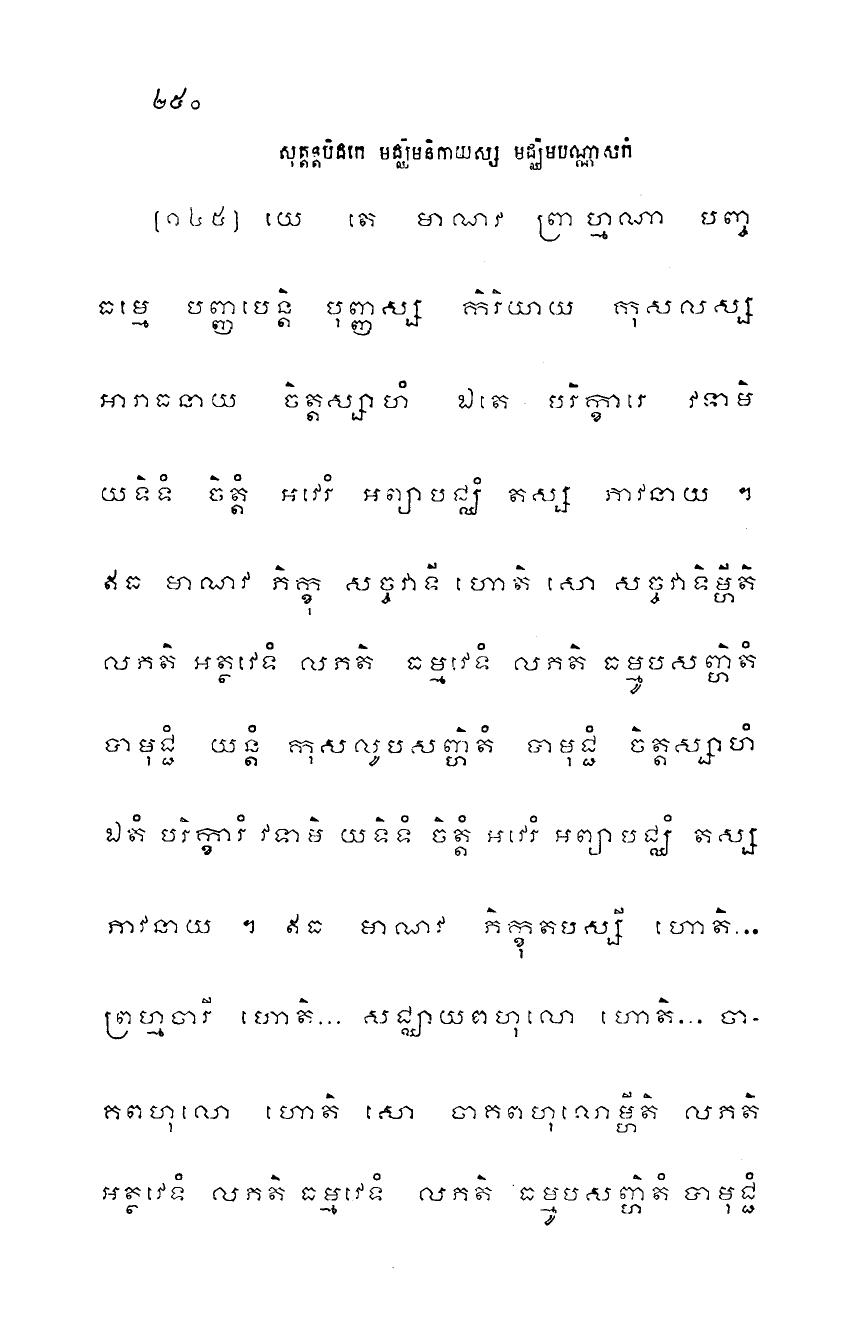 ២៥០
សុត្តន្តបិដកេ មជ្ឈិមនិកាយស្ស មជ្ឈិមបណ្ណាសកំ
[១៤៥] យេ តេ មាណវ ព្រាហ្មណា បញ្ច
ធម្មេ បញ្ញាបេន្តិ បុញ្ញស្ស កិរិយាយ កុសលស្ស
អារាធនាយ ចិត្តស្សាហំ ឯតេ បរិក្ខារេ វទាមិ
យទិទំ ចិត្តំ អវេរំ អព្យាបជ្ឈំ តស្ស ភាវនាយ ។
ឥធ មាណវ ភិក្ខុ សច្ចវាទី ហោតិ សោ សច្ចវាទិម្ហីតិ
លភតិ អត្ថវេទំ លភតិ ធម្មវេទំ លភតិ ធម្មូបសញ្ហិតំ
បាមុជ្ជំ យន្តំ កុសលូបសញ្ហិតំ បាមុជ្ជំ ចិត្តស្សាហំ
ឯតំ បរិក្ខារំ វទាមិ យទិទំ ចិត្តំ អវេរំ អព្យាបជ្ឈំ តស្ស
ភាវនាយ ។ ឥធ មាណវ ភិក្ខុតបស្សី ហោតិ...
ព្រហ្មចារី ហោតិ... សជ្ឈាយពហុលោ ហោតិ... ចា-
គពហុលោ ហោតិ សោ ចាគពហុលោម្ហីតិ លភតិ
អត្ថវេទំ លភតិ ធម្មវេទំ លភតិ ធម្មូបសញ្ហិតំ បាមុជ្ជំ